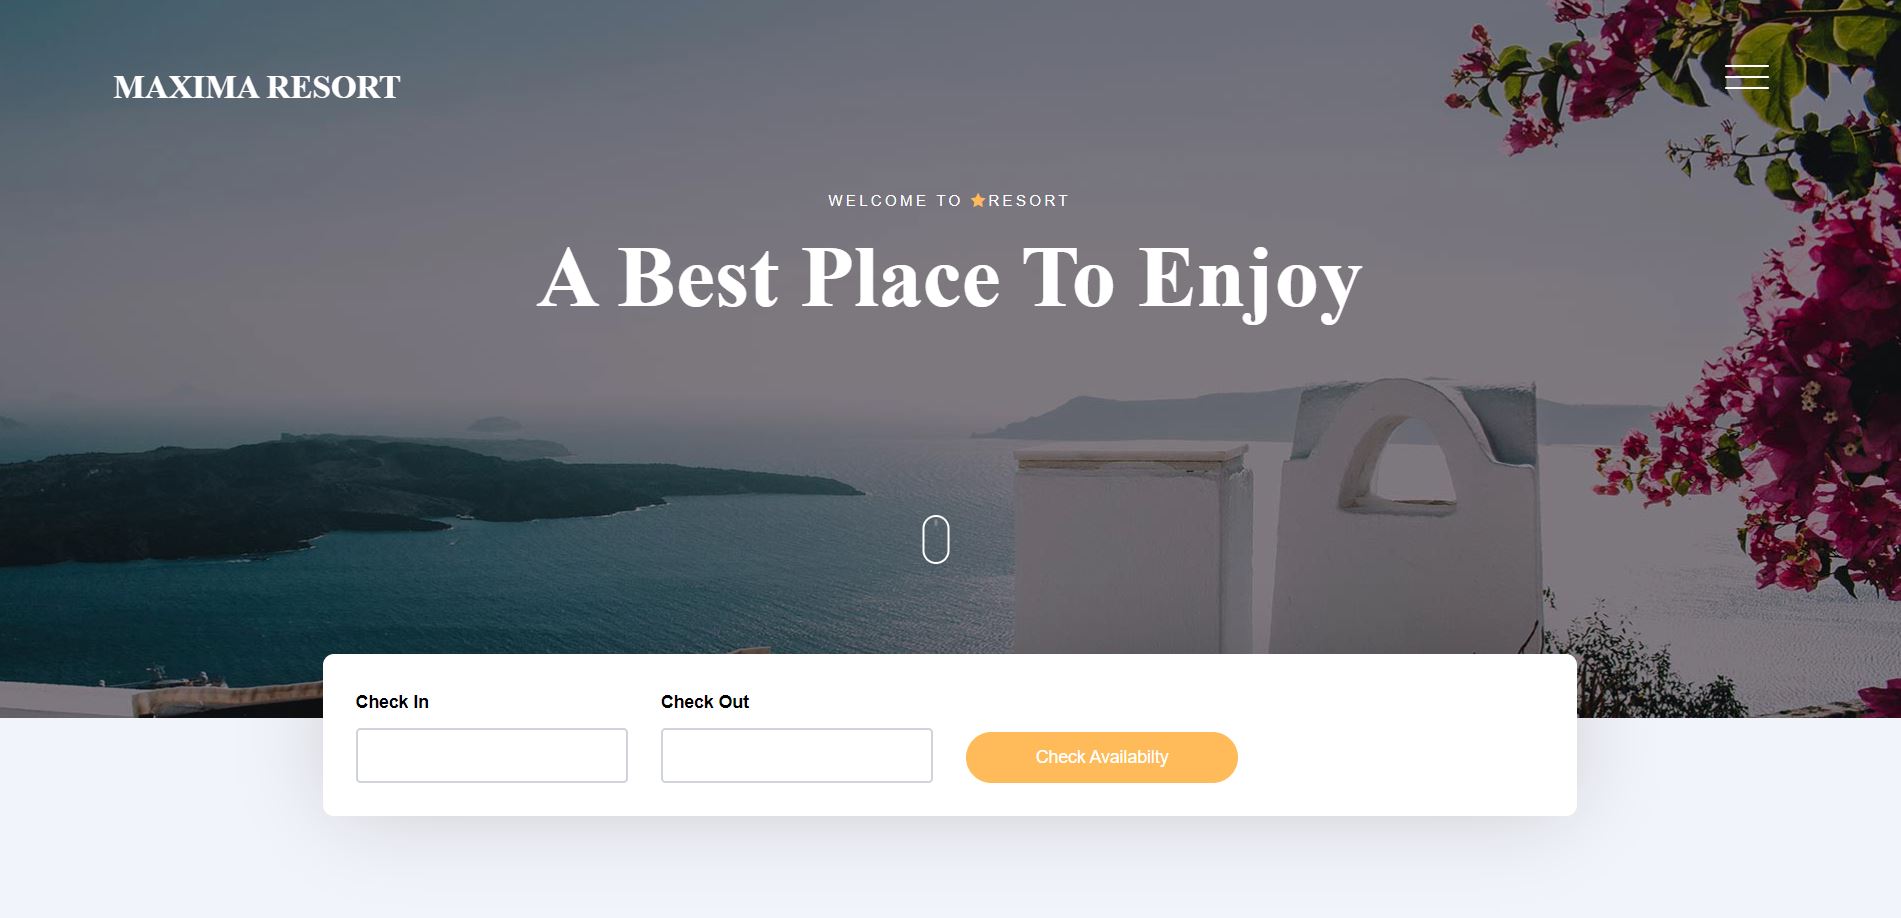 MAXIMA RESORT
WELCOME TO ★RESORT
A Best Place To Enjoy
Check In
Check Out
Check Availabilty